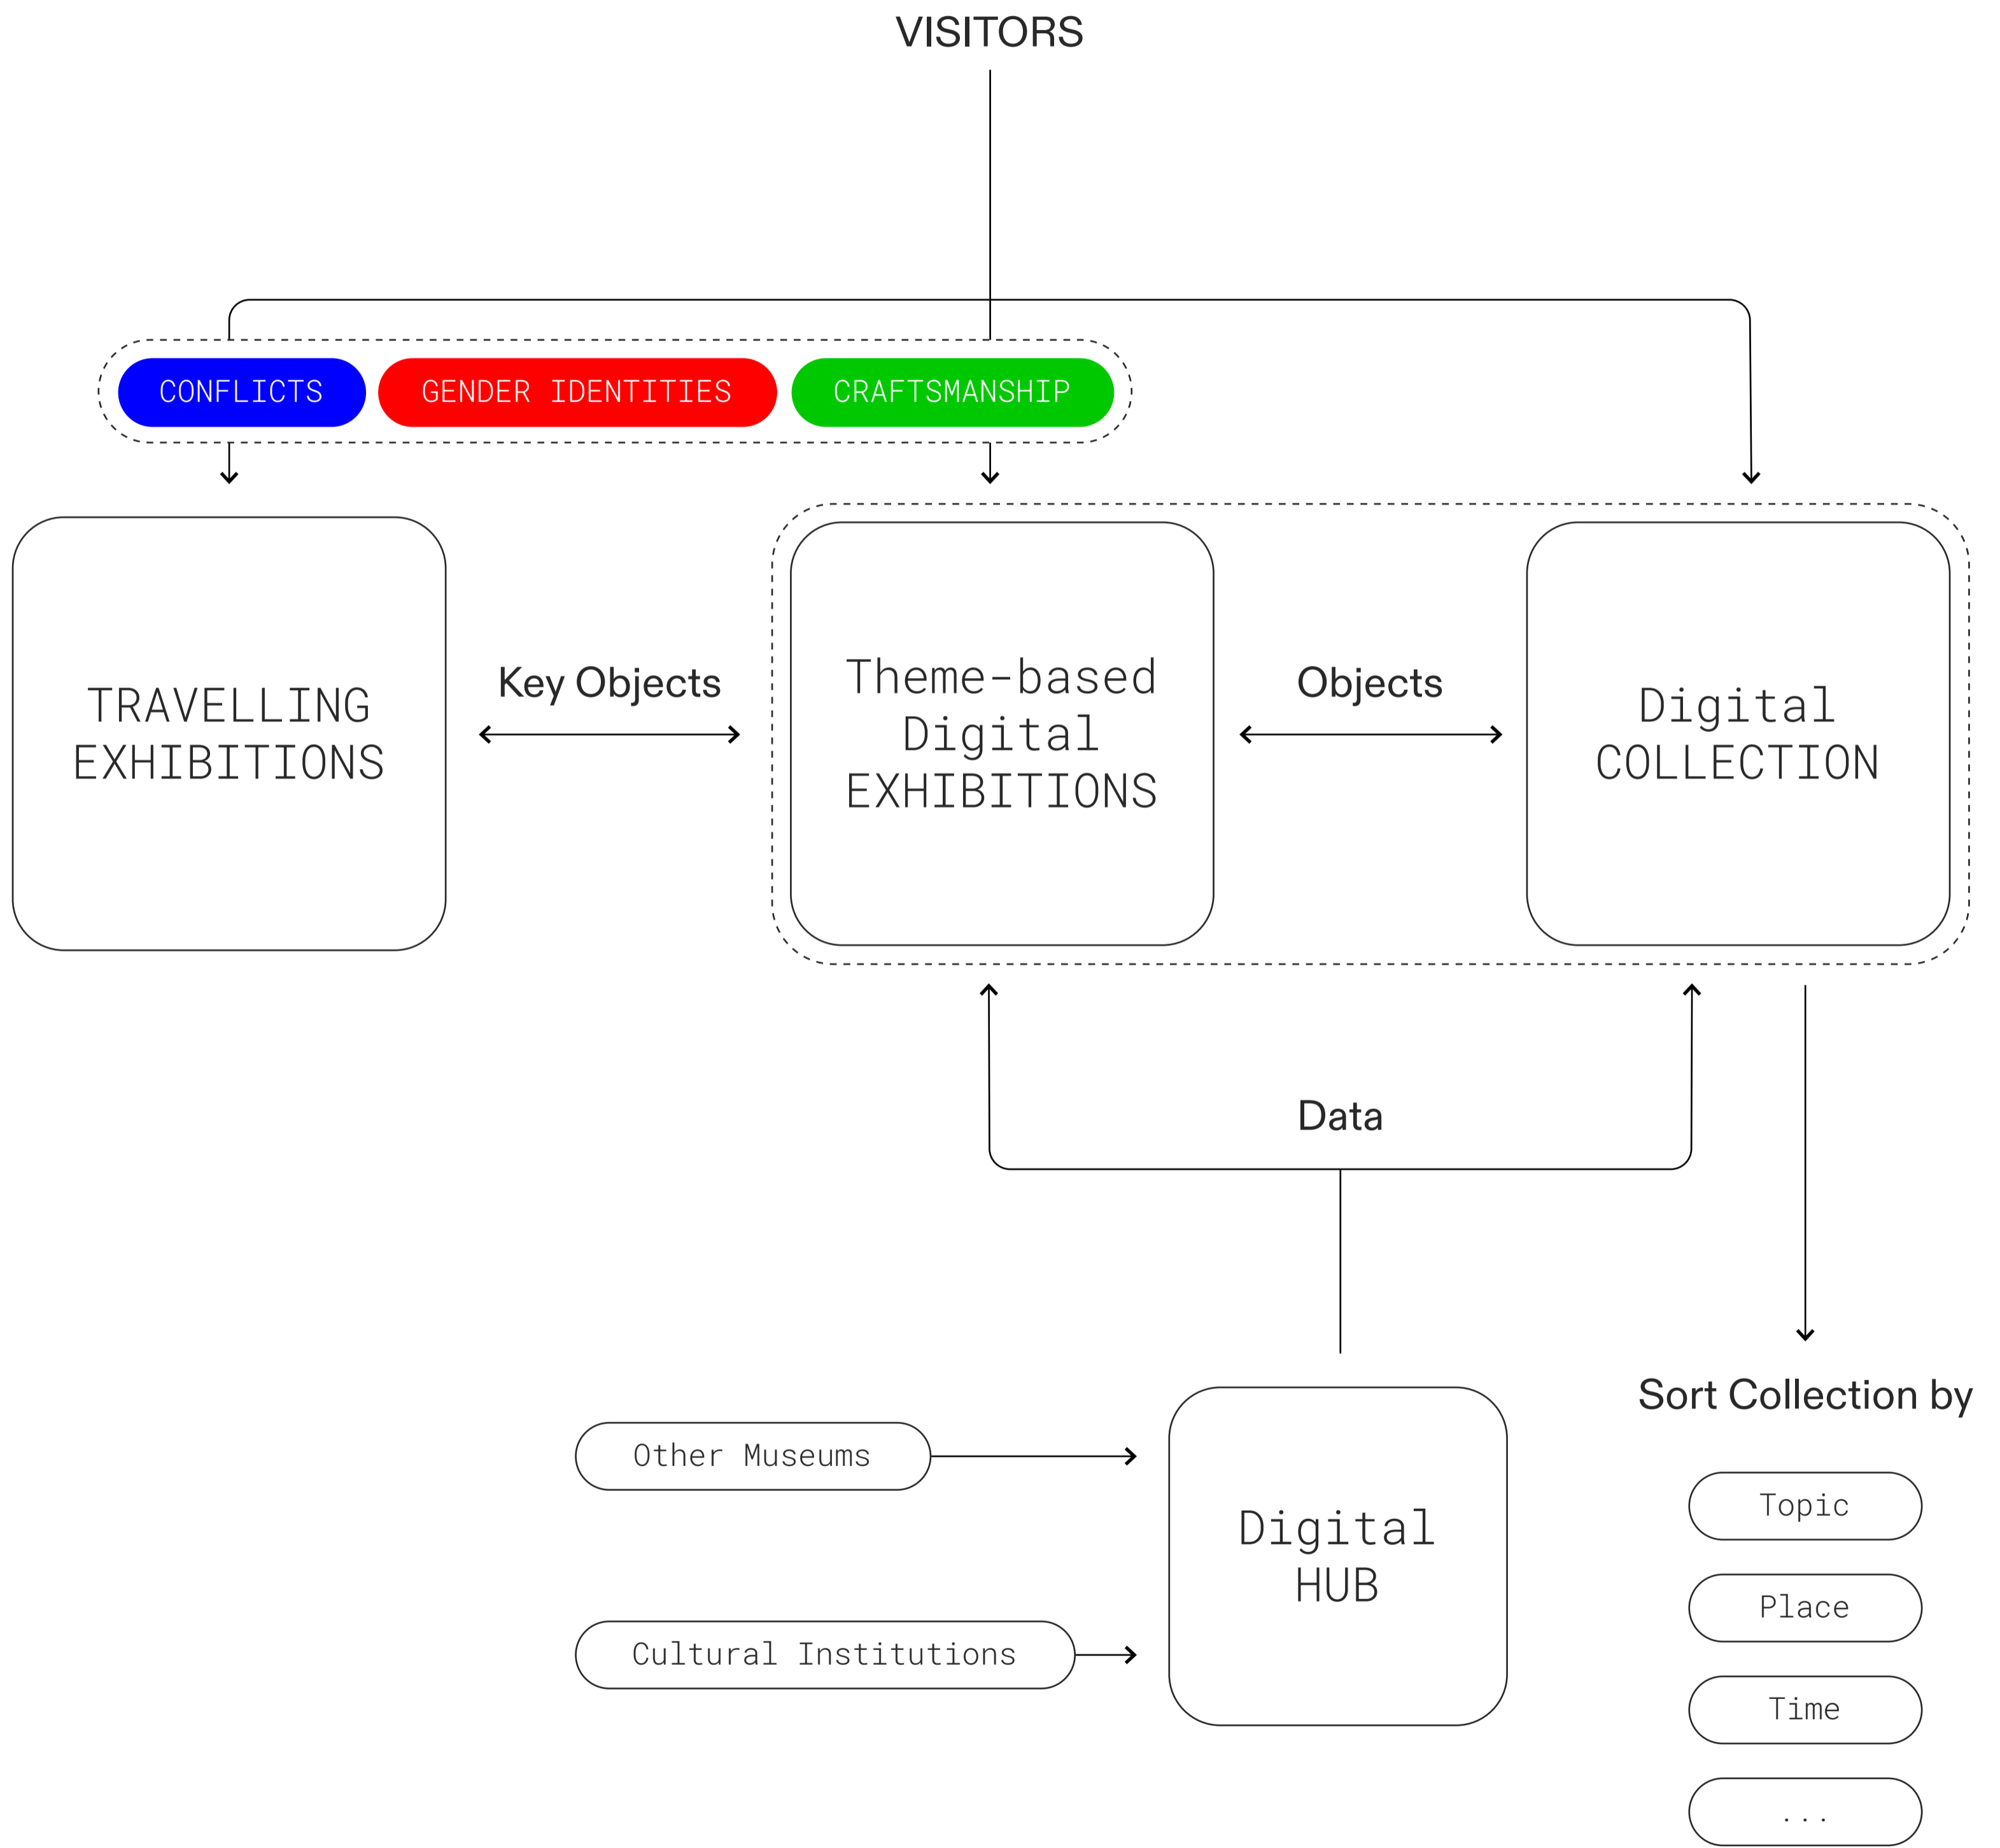 VISITORS
CONFLICTS
GENDER IDENTITIES
CRAFTSMANSHIP
TRAVELLING
EXHIBITIONS
Key Objects
Theme-based
Digital
EXHIBITIONS
Objects
Digital
COLLECTION
Data
Other Museums
Cultural Institutions
Digital
HUB
Sort Collection by
Topic
Place
Time
...